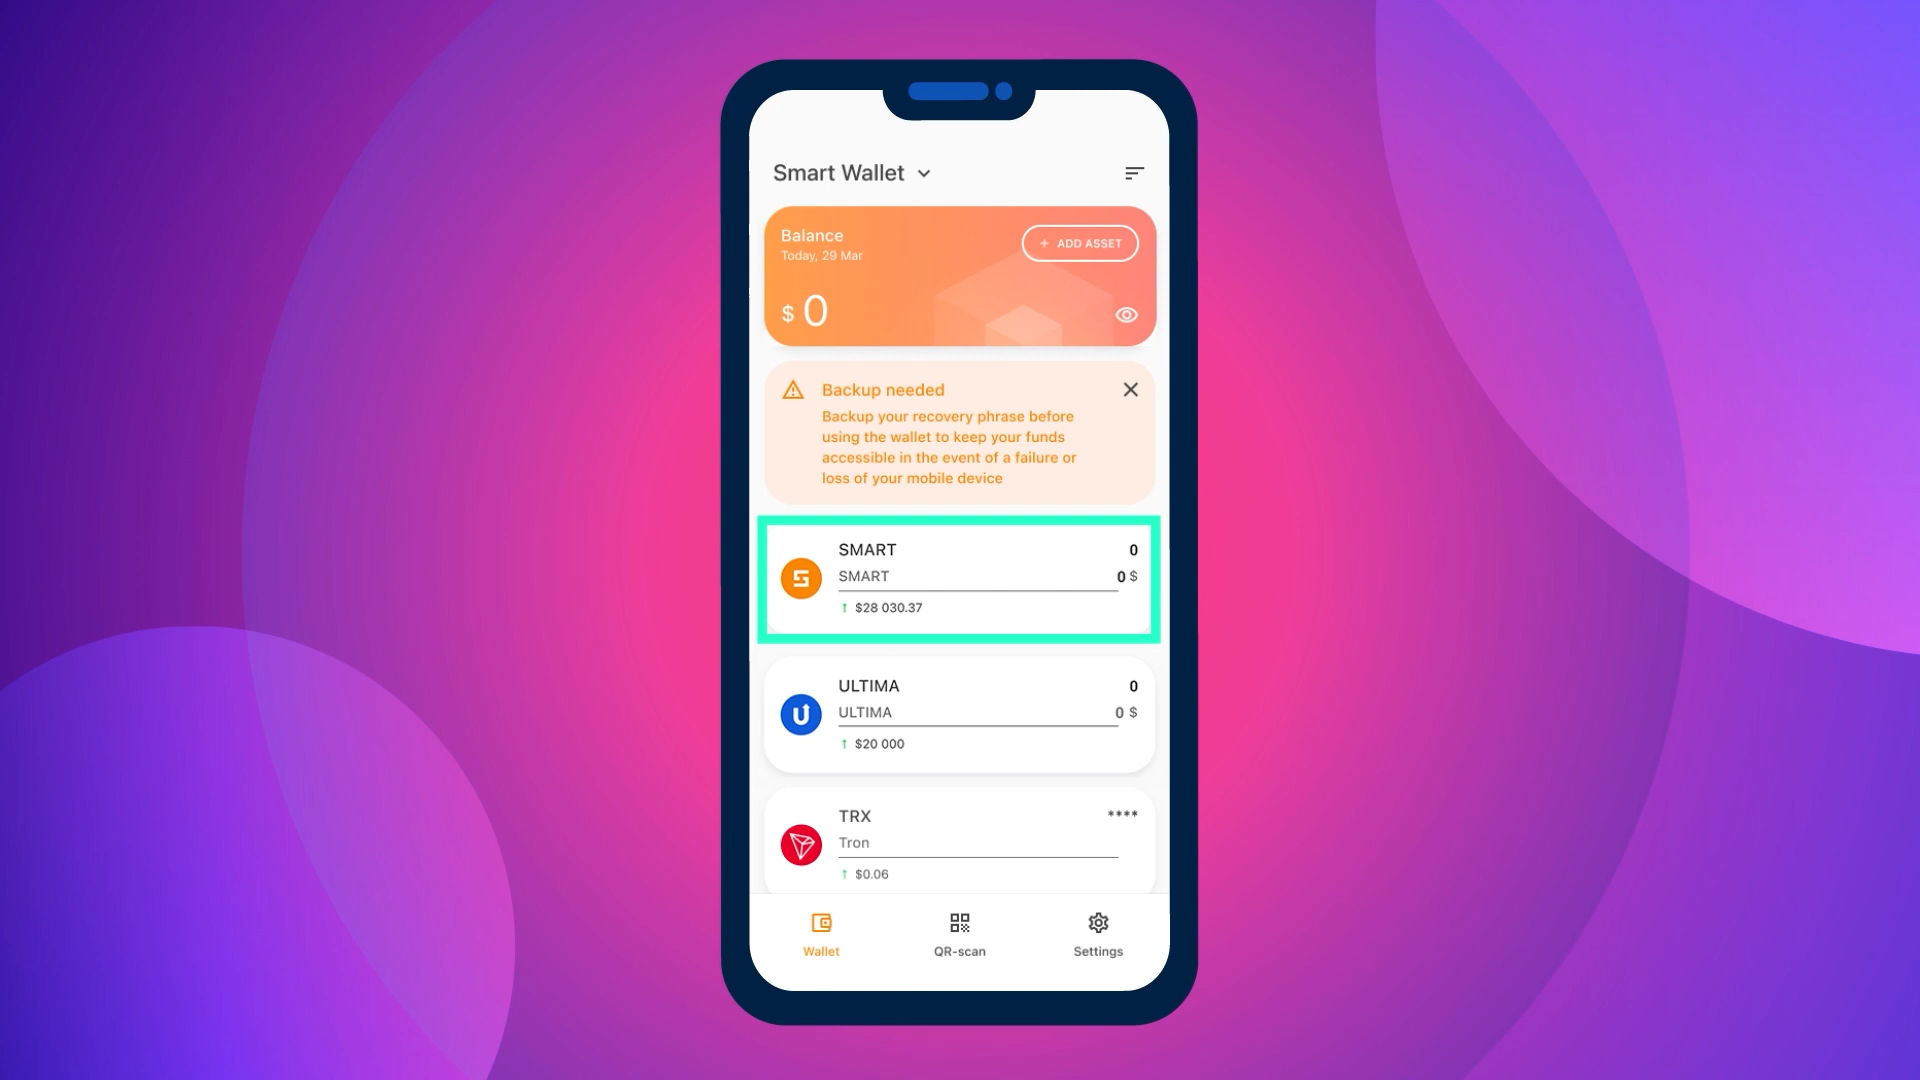 Smart Wallet
Balance
Today, 29 Mar
+ ADD ASSET
$ 0
Backup needed
Backup your recovery phrase before
using the wallet to keep your funds
accessible in the event of a failure or
loss of your mobile device
SMART 0
SMART 0 $
↑ $28 030.37
ULTIMA 0
ULTIMA 0 $
↑ $20 000
TRX ****
Tron
↑ $0.06
Wallet QR-scan Settings